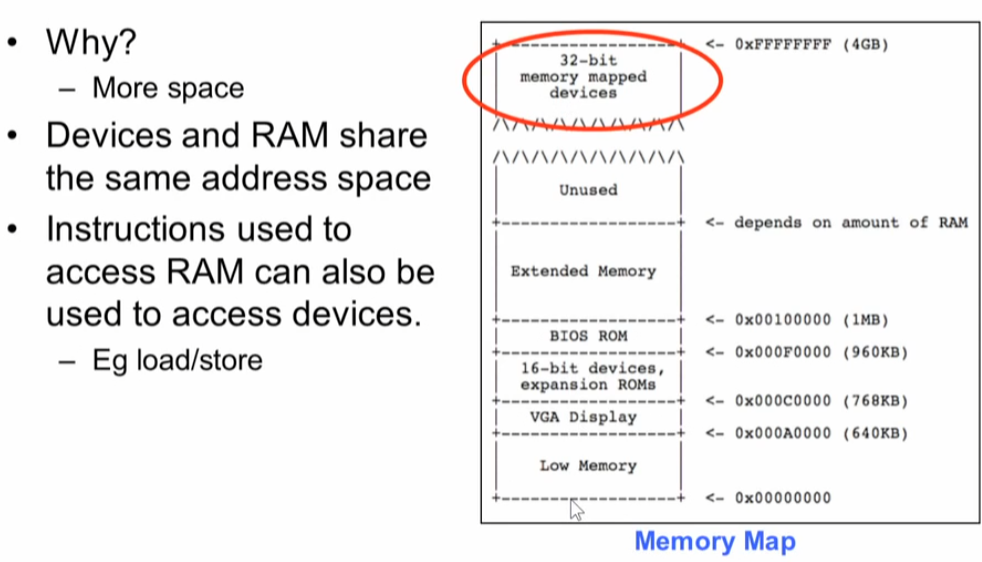 • Why?
– More space
• Devices and RAM share
the same address space
• Instructions used to
access RAM can also be
used to access devices.
– Eg load/store
+------------------+ <- 0xFFFFFFFF (4GB)
32-bit
memory mapped
devices
/\/\/\/\/\/\/\/\/\/\
/\/\/\/\/\/\/\/\/\/\
Unused
+------------------+ <- depends on amount of RAM
Extended Memory
+------------------+ <- 0x00100000 (1MB)
BIOS ROM
+------------------+ <- 0x000F0000 (960KB)
16-bit devices,
expansion ROMs
+------------------+ <- 0x000C0000 (768KB)
VGA Display
+------------------+ <- 0x000A0000 (640KB)
Low Memory
+------------------+ <- 0x00000000
Memory Map